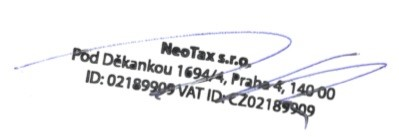 NeoTax s.r.o.
Pod Děkankou 1694/4, Praha 4, 140 00
ID: 02189909 VAT ID: CZ02189909